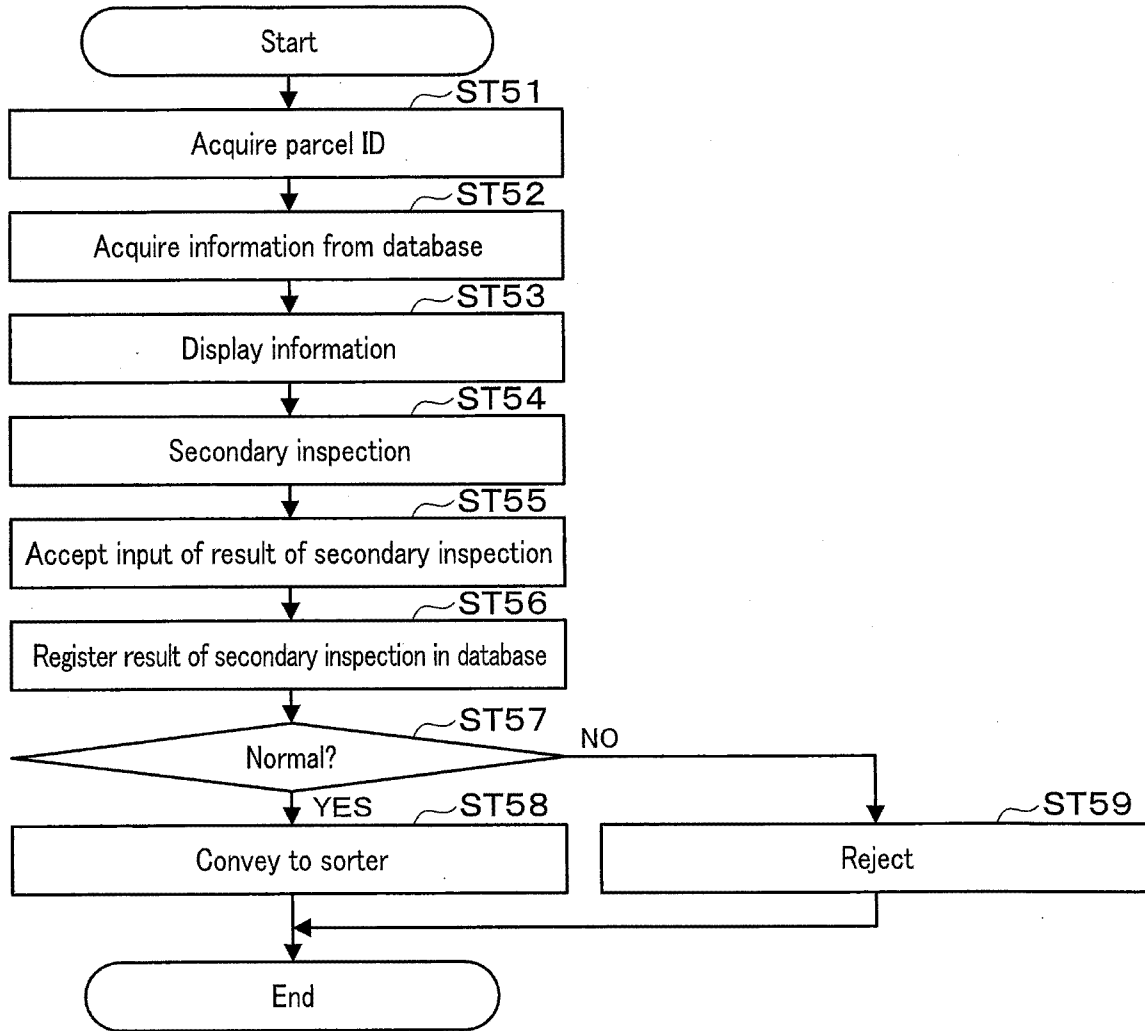 Start
ST51
Acquire parcel ID
ST52
Acquire information from database
ST53
Display information
ST54
Secondary inspection
ST55
Accept input of result of secondary inspection
ST56
Register result of secondary inspection in database
ST57
Normal?
NO
YES
ST58
Convey to sorter
ST59
Reject
End